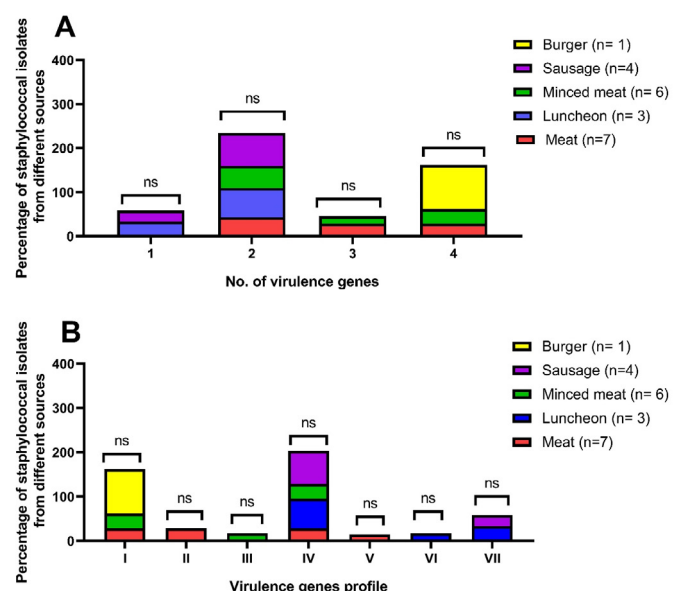 A
Percentage of staphylococcal isolates
from different sources
400
300
200
100
0
ns
ns
ns
ns
1
2
3
4
No. of virulence genes
Burger (n= 1)
Sausage (n=4)
Minced meat (n= 6)
Luncheon (n= 3)
Meat (n=7)
B
Percentage of staphylococcal isolates
from different sources
400
300
200
100
0
ns
ns
ns
ns
ns
ns
ns
I
II
III
IV
V
VI
VII
Virulence genes profile
Burger (n= 1)
Sausage (n=4)
Minced meat (n= 6)
Luncheon (n= 3)
Meat (n=7)